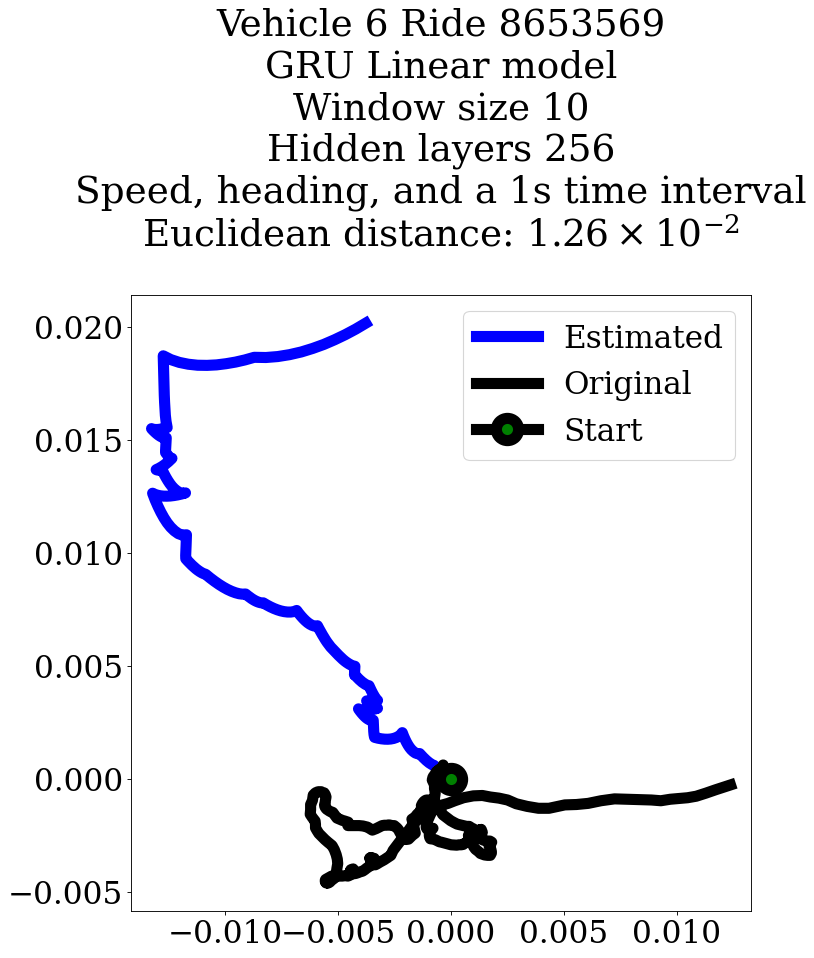 Vehicle 6 Ride 8653569
GRU Linear model
Window size 10
Hidden layers 256
Speed, heading, and a 1s time interval
Euclidean distance: 1.26 × 10⁻²
Estimated
Original
Start
0.020
0.015
0.010
0.005
0.000
−0.005
−0.010 −0.005 0.000 0.005 0.010